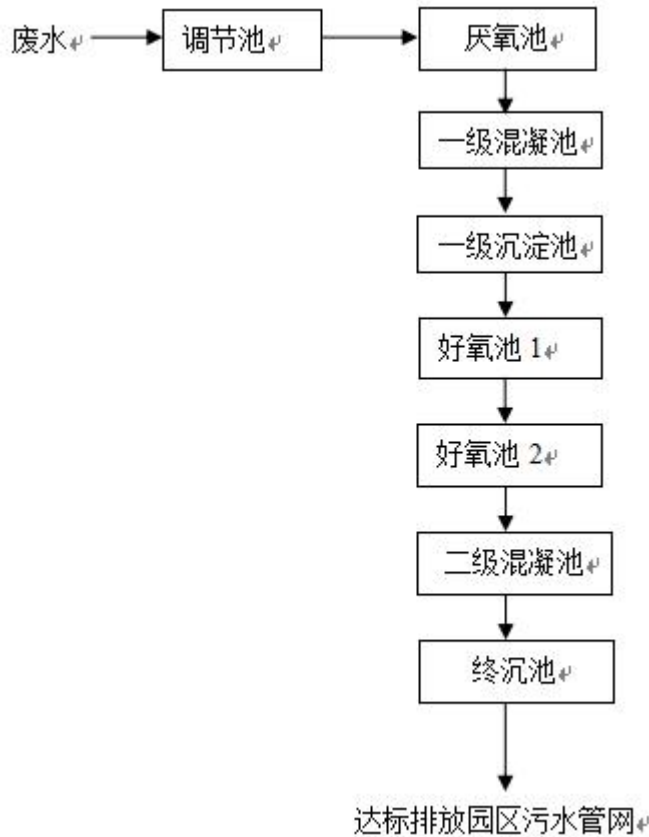 废水
调节池
厌氧池
一级混凝池
一级沉淀池
好氧池 1
好氧池 2
二级混凝池
终沉池
达标排放园区污水管网